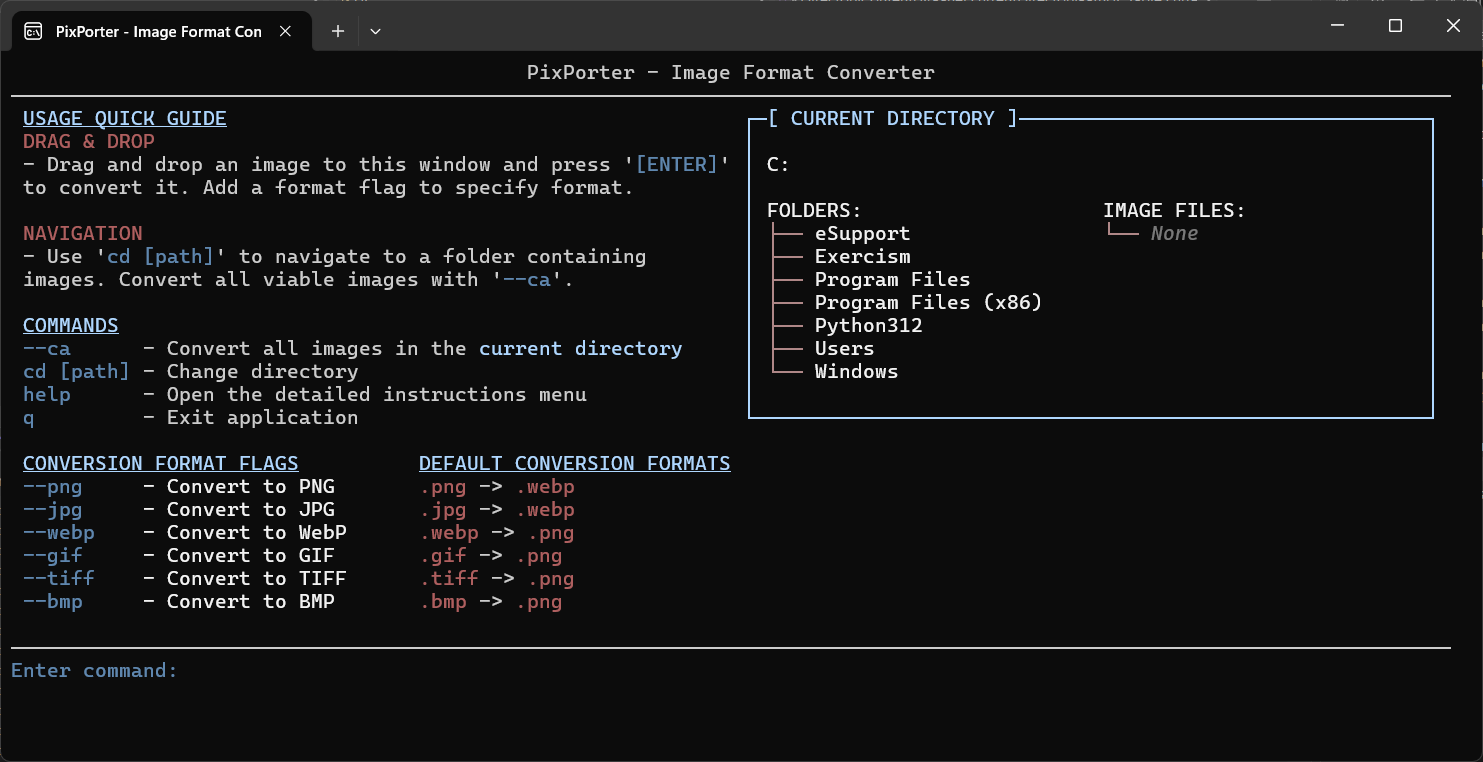 PixPorter - Image Format Con
PixPorter - Image Format Converter
USAGE QUICK GUIDE
DRAG & DROP
- Drag and drop an image to this window and press '[ENTER]'
to convert it. Add a format flag to specify format.
NAVIGATION
- Use 'cd [path]' to navigate to a folder containing
images. Convert all viable images with '--ca'.
COMMANDS
--ca - Convert all images in the current directory
cd [path] - Change directory
help - Open the detailed instructions menu
q - Exit application
CONVERSION FORMAT FLAGS
--png - Convert to PNG
--jpg - Convert to JPG
--webp - Convert to WebP
--gif - Convert to GIF
--tiff - Convert to TIFF
--bmp - Convert to BMP
DEFAULT CONVERSION FORMATS
.png -> .webp
.jpg -> .webp
.webp -> .png
.gif -> .png
.tiff -> .png
.bmp -> .png
[ CURRENT DIRECTORY ]
C:
FOLDERS:
eSupport
Exercism
Program Files
Program Files (x86)
Python312
Users
Windows
IMAGE FILES:
None
Enter command: